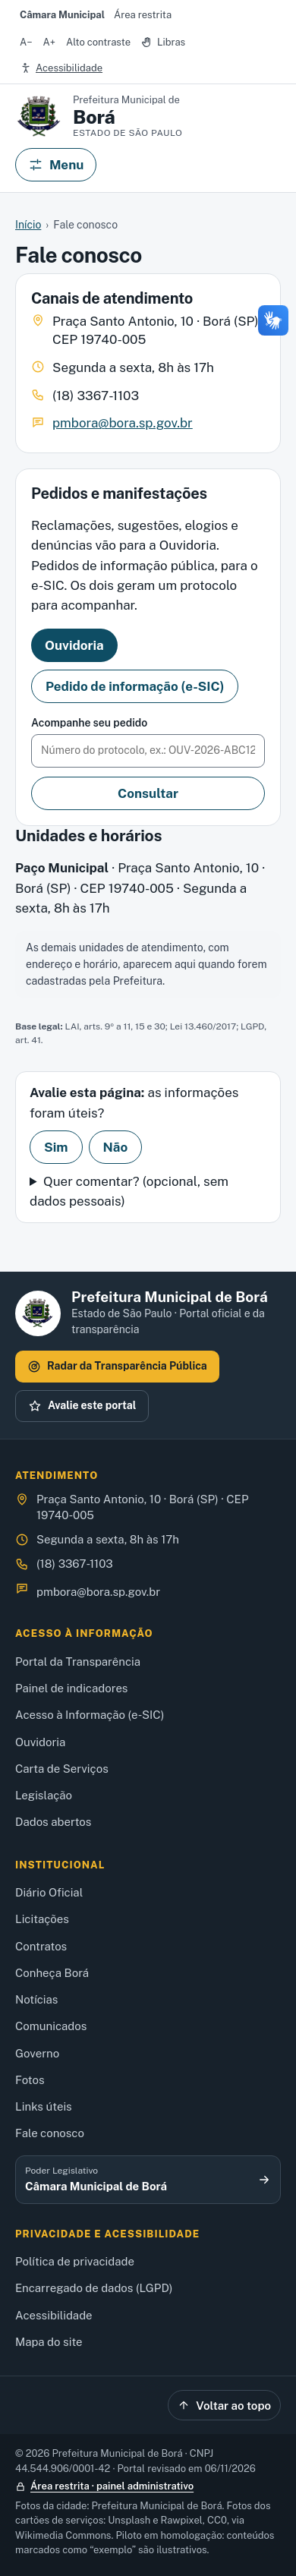 Câmara Municipal Área restrita
A− A+ Alto contraste Libras
Acessibilidade
Prefeitura Municipal de
Borá
ESTADO DE SÃO PAULO
Menu
Início › Fale conosco
Fale conosco
Canais de atendimento
Praça Santo Antonio, 10 · Borá (SP)
CEP 19740-005
Segunda a sexta, 8h às 17h
(18) 3367-1103
pmbora@bora.sp.gov.br
Pedidos e manifestações
Reclamações, sugestões, elogios e
denúncias vão para a Ouvidoria.
Pedidos de informação pública, para o
e-SIC. Os dois geram um protocolo
para acompanhar.
Ouvidoria
Pedido de informação (e-SIC)
Acompanhe seu pedido
Número do protocolo, ex.: OUV-2026-ABC12
Consultar
Unidades e horários
Paço Municipal · Praça Santo Antonio, 10 ·
Borá (SP) · CEP 19740-005 · Segunda a
sexta, 8h às 17h
As demais unidades de atendimento, com
endereço e horário, aparecem aqui quando forem
cadastradas pela Prefeitura.
Base legal: LAI, arts. 9º a 11, 15 e 30; Lei 13.460/2017; LGPD,
art. 41.
Avalie esta página: as informações
foram úteis?
Sim Não
Quer comentar? (opcional, sem
dados pessoais)
Prefeitura Municipal de Borá
Estado de São Paulo · Portal oficial e da
transparência
Radar da Transparência Pública
Avalie este portal
ATENDIMENTO
Praça Santo Antonio, 10 · Borá (SP) · CEP
19740-005
Segunda a sexta, 8h às 17h
(18) 3367-1103
pmbora@bora.sp.gov.br
ACESSO À INFORMAÇÃO
Portal da Transparência
Painel de indicadores
Acesso à Informação (e-SIC)
Ouvidoria
Carta de Serviços
Legislação
Dados abertos
INSTITUCIONAL
Diário Oficial
Licitações
Contratos
Conheça Borá
Notícias
Comunicados
Governo
Fotos
Links úteis
Fale conosco
Poder Legislativo
Câmara Municipal de Borá
PRIVACIDADE E ACESSIBILIDADE
Política de privacidade
Encarregado de dados (LGPD)
Acessibilidade
Mapa do site
Voltar ao topo
© 2026 Prefeitura Municipal de Borá · CNPJ
44.544.906/0001-42 · Portal revisado em 06/11/2026
Área restrita · painel administrativo
Fotos da cidade: Prefeitura Municipal de Borá. Fotos dos
cartões de serviços: Unsplash e Rawpixel, CC0, via
Wikimedia Commons. Piloto em homologação: conteúdos
marcados como “exemplo” são ilustrativos.